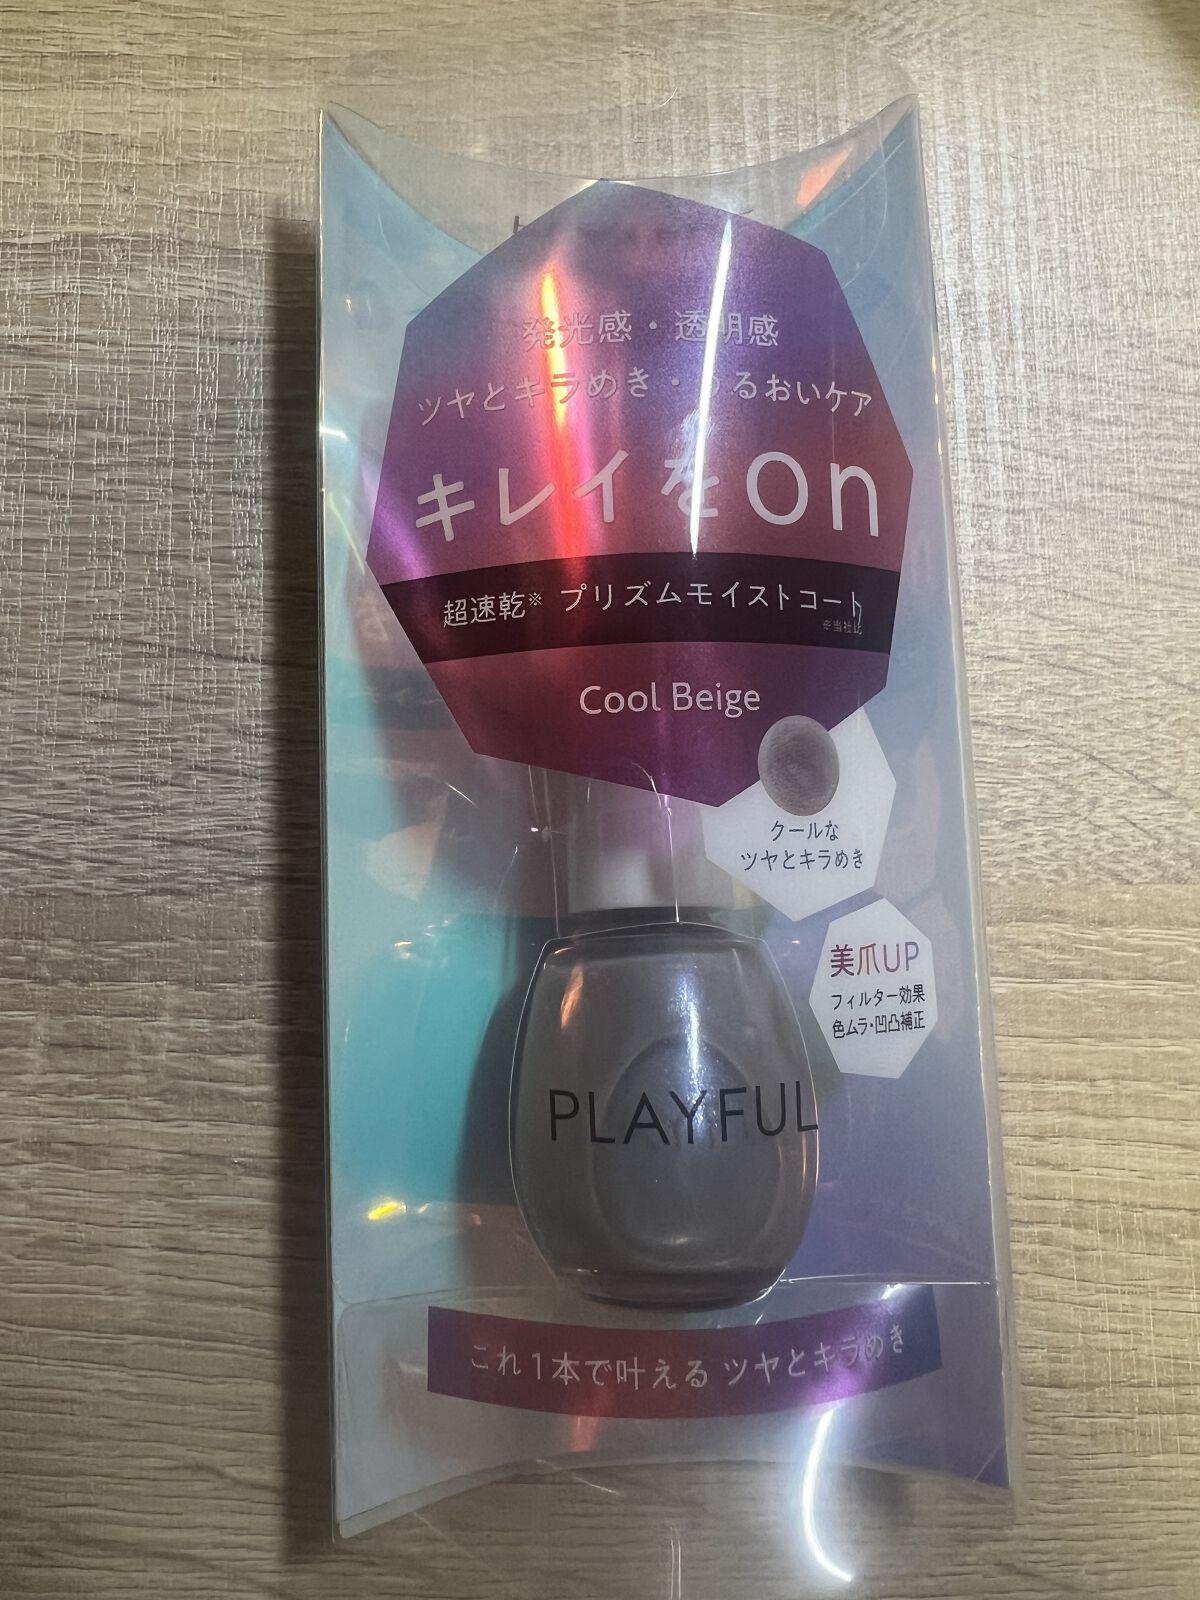 発光感・透明感
ツヤとキラめき・うるおいケア
キレイをOn
超速乾※ プリズムモイストコート
※当社比
Cool Beige
クールな
ツヤとキラめき
美爪UP
フィルター効果
色ムラ・凹凸補正
PLAYFUL
これ1本で叶える ツヤとキラめき